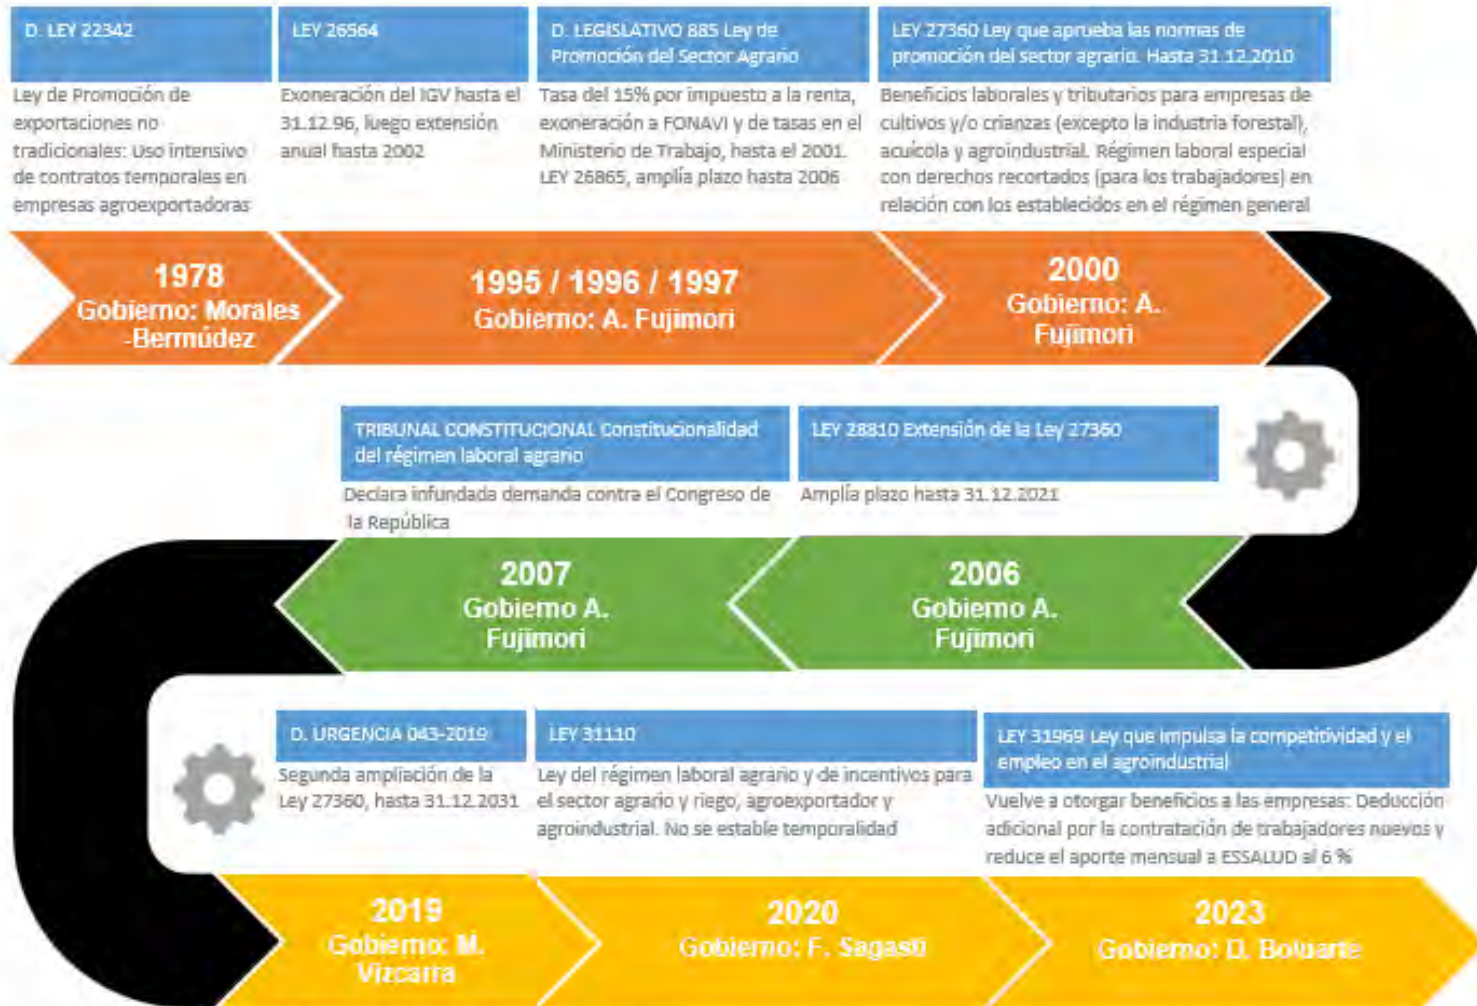 D. LEY 22342
Ley de Promoción de
exportaciones no
tradicionales: Uso intensivo
de contratos temporales en
empresas agroexportadoras
LEY 26564
Exoneración del IGV hasta el
31.12.96, luego extensión
anual hasta 2002
D. LEGISLATIVO 885 Ley de
Promoción del Sector Agrario
Tasa del 15% por impuesto a la renta,
exoneración a FONAVI y de tasas en el
Ministerio de Trabajo, hasta el 2001.
LEY 26865, amplía plazo hasta 2006
LEY 27360 Ley que aprueba las normas de
promoción del sector agrario. Hasta 31.12.2010
Beneficios laborales y tributarios para empresas de
cultivos y/o crianzas (excepto la industria forestal),
acuícola y agroindustrial. Régimen laboral especial
con derechos recortados (para los trabajadores) en
relación con los establecidos en el régimen general
1978
Gobierno: Morales
-Bermúdez
1995 / 1996 / 1997
Gobierno: A. Fujimori
2000
Gobierno: A.
Fujimori
TRIBUNAL CONSTITUCIONAL Constitucionalidad
del régimen laboral agrario
Declara infundada demanda contra el Congreso de
la República
LEY 28810 Extensión de la Ley 27360
Amplía plazo hasta 31.12.2021
2007
Gobierno A.
Fujimori
2006
Gobierno A.
Fujimori
D. URGENCIA 043-2019
Segunda ampliación de la
Ley 27360, hasta 31.12.2031
LEY 31110
Ley del régimen laboral agrario y de incentivos para
el sector agrario y riego, agroexportador y
agroindustrial. No se estable temporalidad
LEY 31969 Ley que impulsa la competitividad y el
empleo en el agroindustrial
Vuelve a otorgar beneficios a las empresas: Deducción
adicional por la contratación de trabajadores nuevos y
reduce el aporte mensual a ESSALUD al 6 %
2019
Gobierno: M.
Vizcarra
2020
Gobierno: F. Sagasti
2023
Gobierno: D. Boluarte